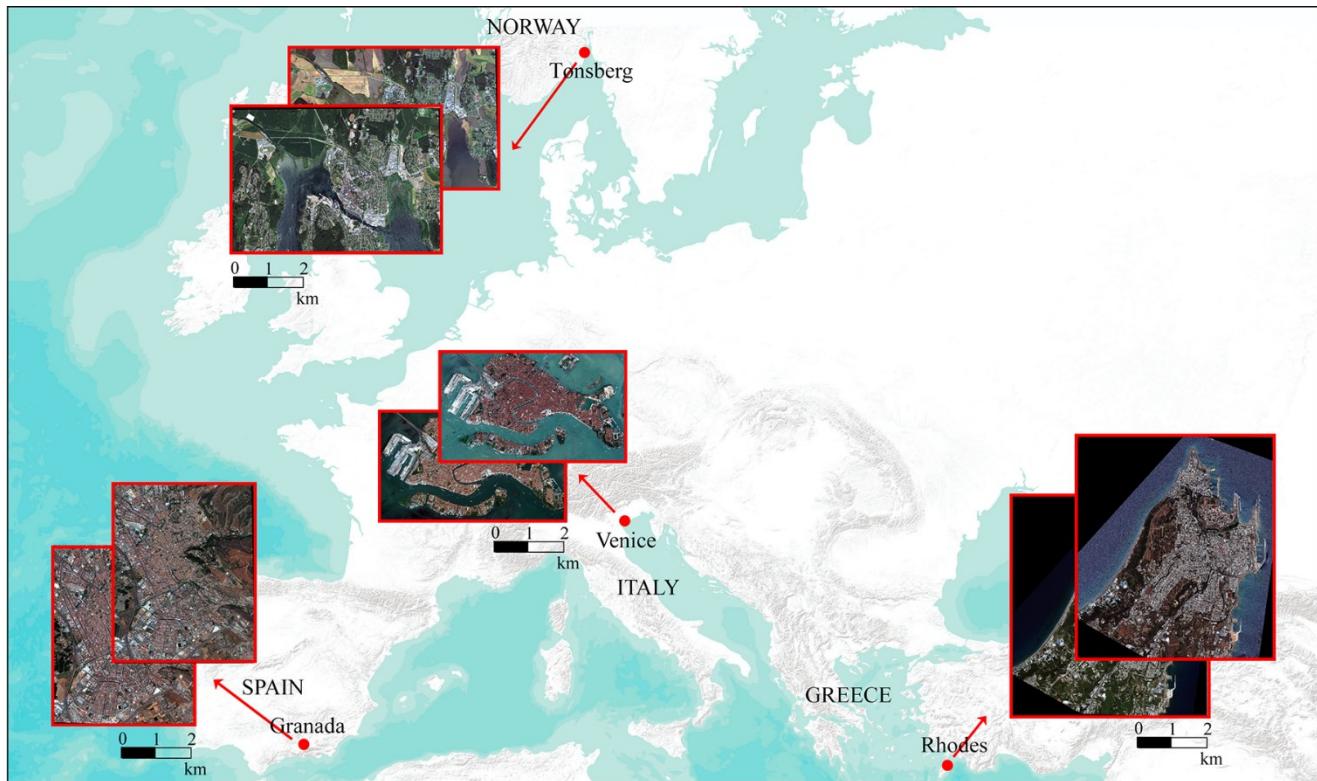 NORWAY
Tønsberg
0 1 2
km
0 1 2
km
Venice
ITALY
SPAIN
Granada
0 1 2
km
GREECE
Rhodes
0 1 2
km